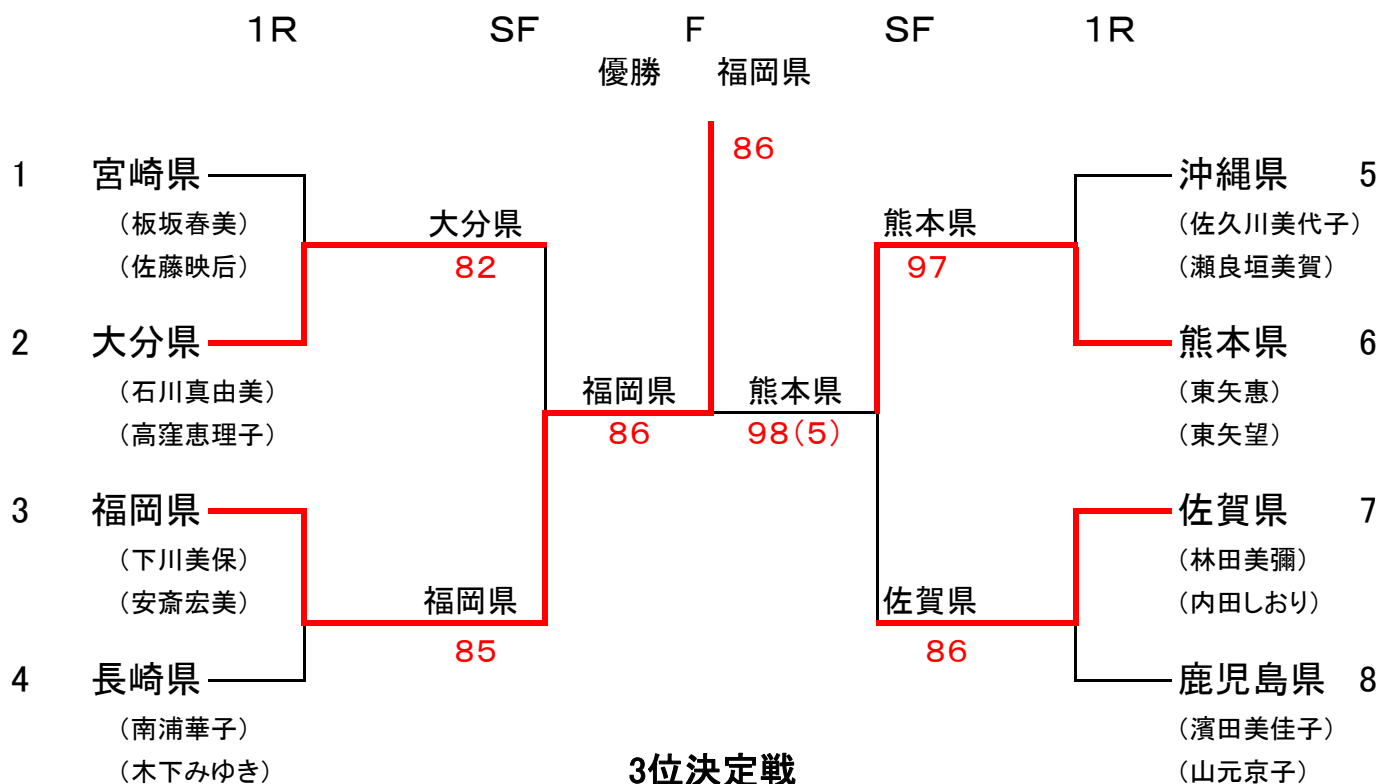 1R SF F SF 1R
優勝 福岡県
86
1 宮崎県
(板坂春美)
(佐藤映后)
2 大分県
(石川真由美)
(高窪恵理子)
3 福岡県
(下川美保)
(安斎宏美)
4 長崎県
(南浦華子)
(木下みゆき)
大分県
82
福岡県
85
福岡県
86
熊本県
98(5)
熊本県
97
佐賀県
86
沖縄県 5
(佐久川美代子)
(瀬良垣美賀)
熊本県 6
(東矢惠)
(東矢望)
佐賀県 7
(林田美彌)
(内田しおり)
鹿児島県 8
(濱田美佳子)
(山元京子)
3位決定戦